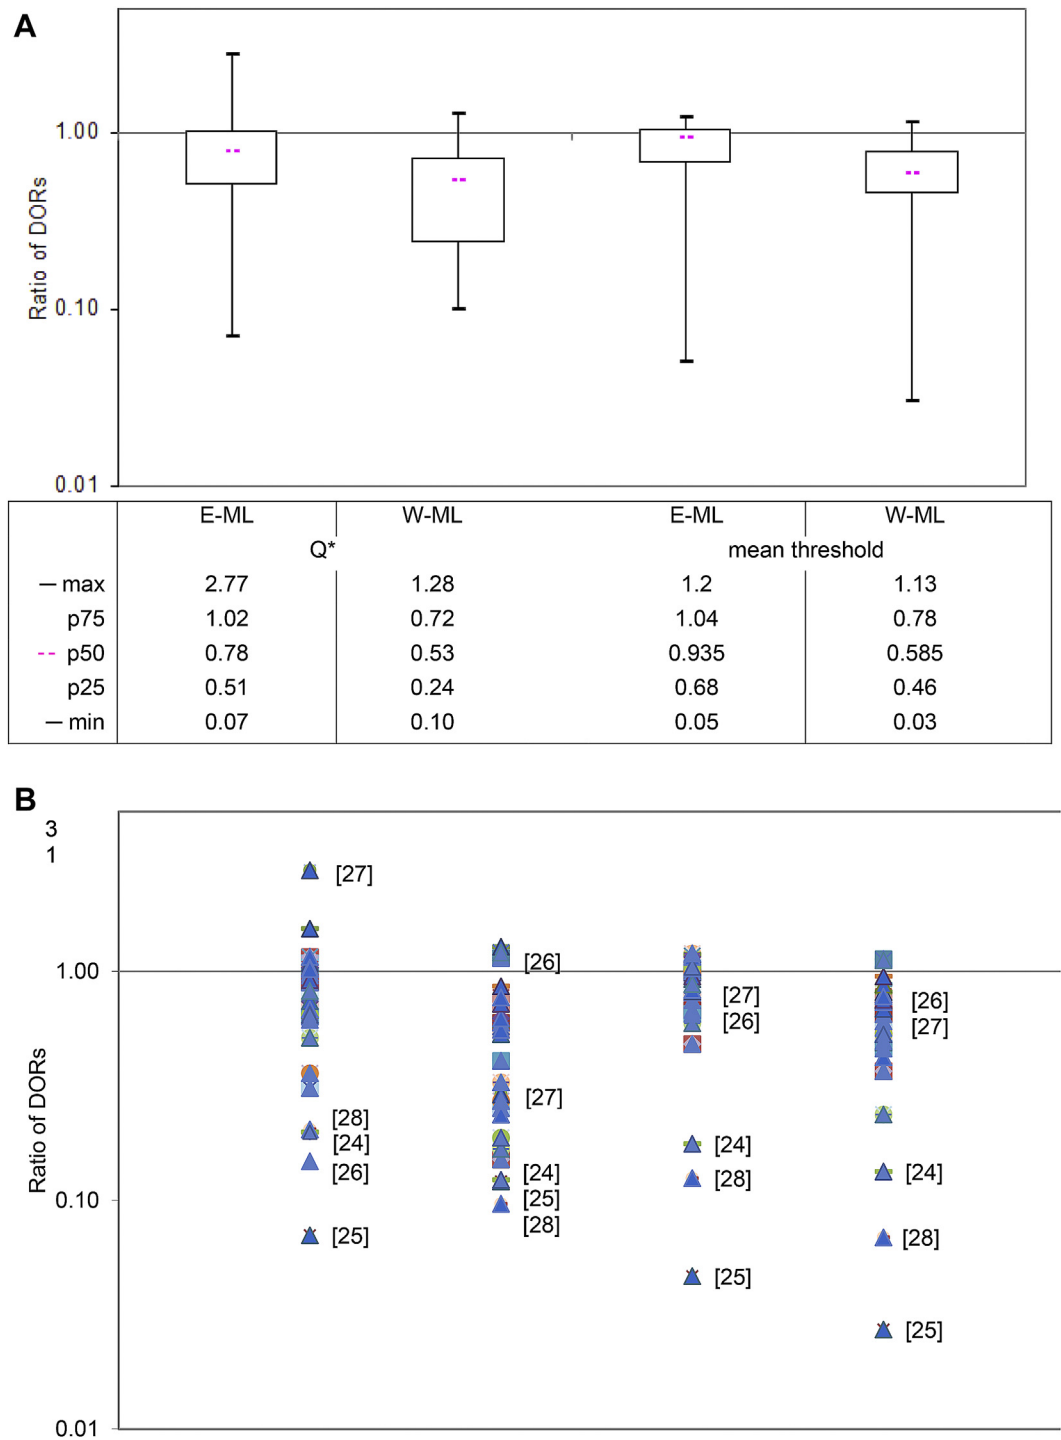 A
1.00
Ratio of DORs
0.10
0.01
E-ML W-ML E-ML W-ML
Q* mean threshold
max 2.77 1.28 1.2 1.13
p75 1.02 0.72 1.04 0.78
p50 0.78 0.53 0.935 0.585
p25 0.51 0.24 0.68 0.46
min 0.07 0.10 0.05 0.03
B
3
1
[27]
[26]
1.00
[27] [26]
[26] [27]
[27]
[28]
[24] [24]
[26] [24] [24]
Ratio of DORs
[25] [28]
0.10
[28]
[25] [28]
[25]
[25]
0.01